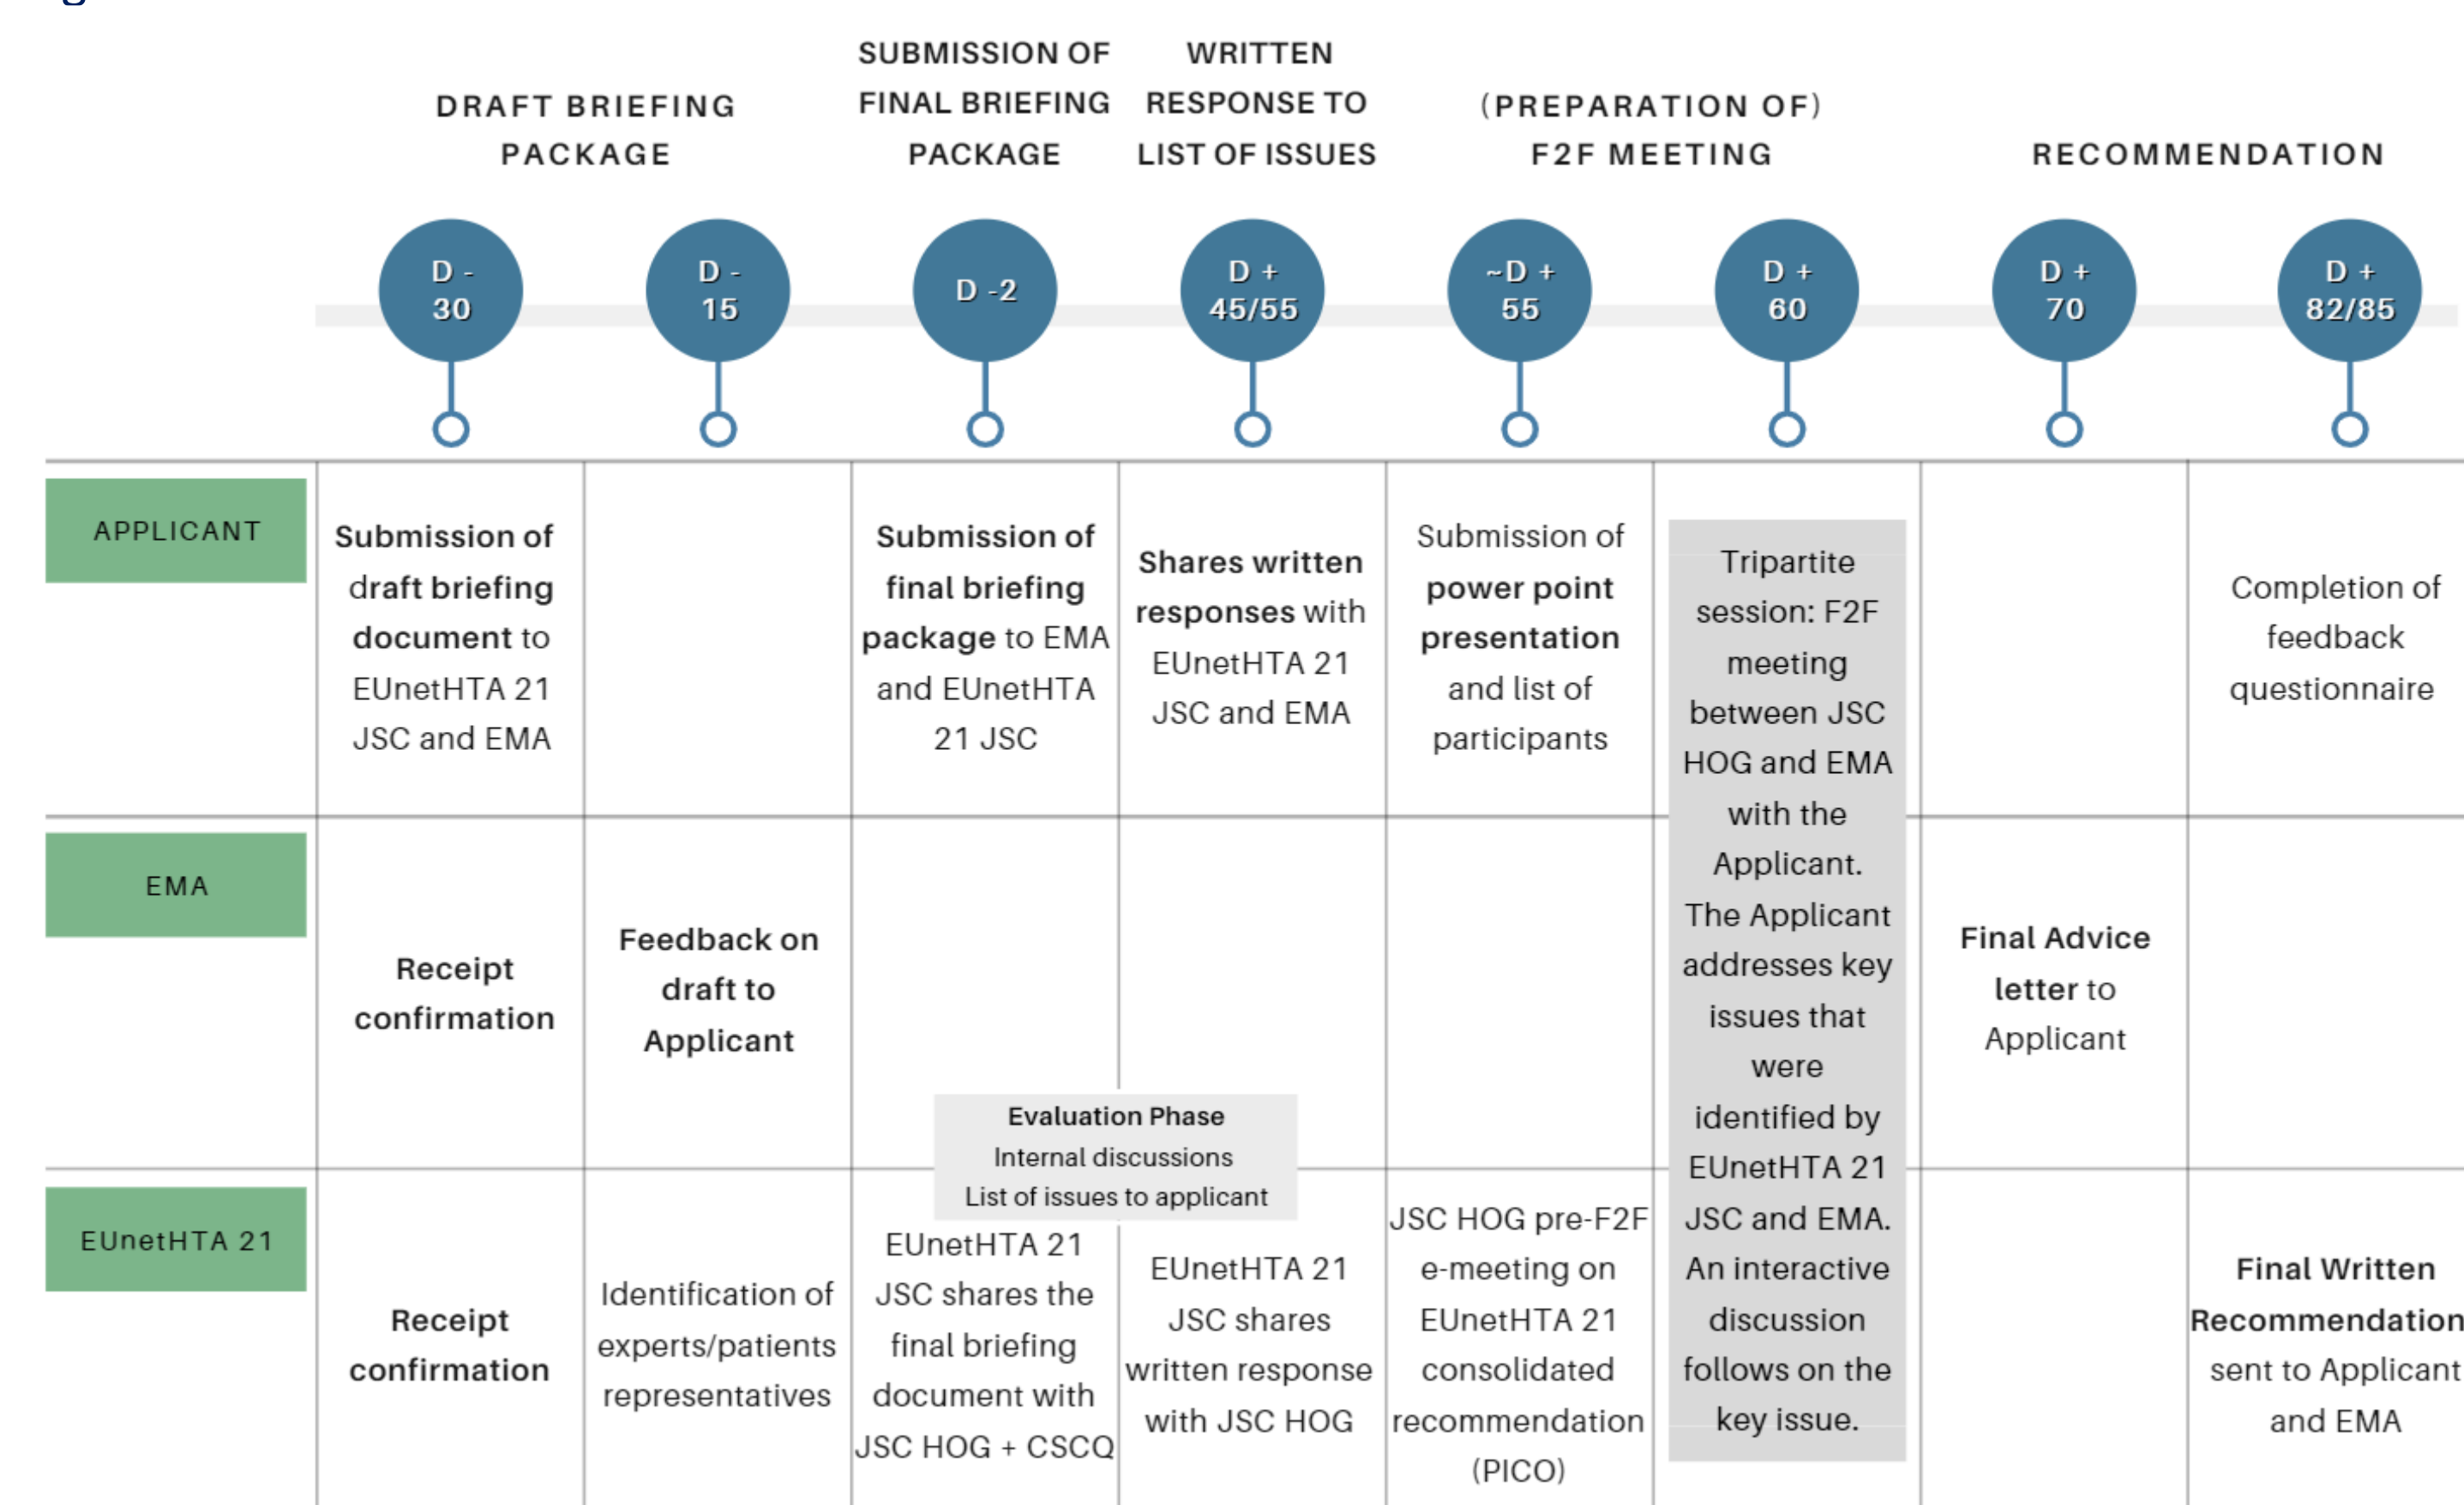 DRAFT BRIEFING
PACKAGE
SUBMISSION OF
FINAL BRIEFING
PACKAGE
WRITTEN
RESPONSE TO
LIST OF ISSUES
(PREPARATION OF)
F2F MEETING
RECOMMENDATION
D -
30
D -
15
D -2
D +
45/55
~D +
55
D +
60
D +
70
D +
82/85
APPLICANT
Submission of
draft briefing
document to
EUnetHTA 21
JSC and EMA
Submission of
final briefing
package to EMA
and EUnetHTA
21 JSC
Shares written
responses with
EUnetHTA 21
JSC and EMA
Submission of
power point
presentation
and list of
participants
Tripartite
session: F2F
meeting
between JSC
HOG and EMA
with the
Applicant.
The Applicant
addresses key
issues that
were
identified by
EUnetHTA 21
JSC and EMA.
An interactive
discussion
follows on the
key issue.
Completion of
feedback
questionnaire
EMA
Receipt
confirmation
Feedback on
draft to
Applicant
Final Advice
letter to
Applicant
Evaluation Phase
Internal discussions
List of issues to applicant
EUnetHTA 21
Receipt
confirmation
Identification of
experts/patients
representatives
EUnetHTA 21
JSC shares the
final briefing
document with
JSC HOG + CSCQ
EUnetHTA 21
JSC shares
written response
with JSC HOG
JSC HOG pre-F2F
e-meeting on
EUnetHTA 21
consolidated
recommendation
(PICO)
Final Written
Recommendation
sent to Applicant
and EMA